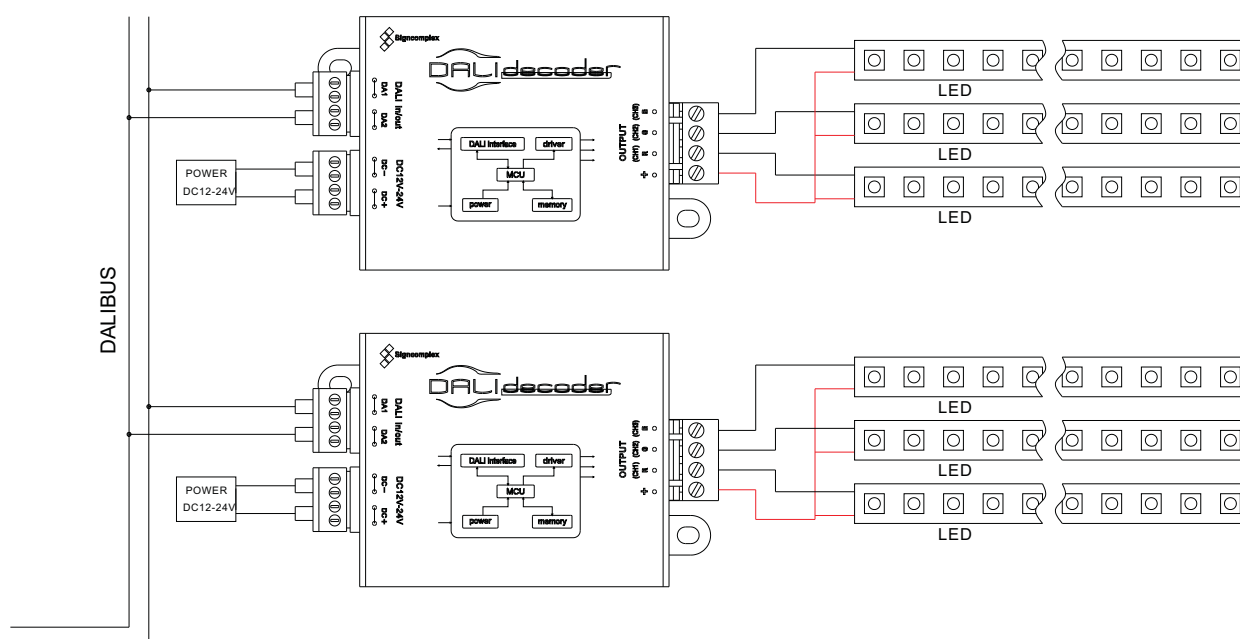 DALIBUS
Signcomplex
DALI decoder
DALI in/out
DA1
DA2
DC12V-24V
DC-
DC+
POWER
DC12-24V
DALI interface
driver
MCU
power
memory
OUTPUT
(CH3) B
(CH2) G
(CH1) R
+
LED
LED
LED
Signcomplex
DALI decoder
DALI in/out
DA1
DA2
DC12V-24V
DC-
DC+
POWER
DC12-24V
DALI interface
driver
MCU
power
memory
OUTPUT
(CH3) B
(CH2) G
(CH1) R
+
LED
LED
LED